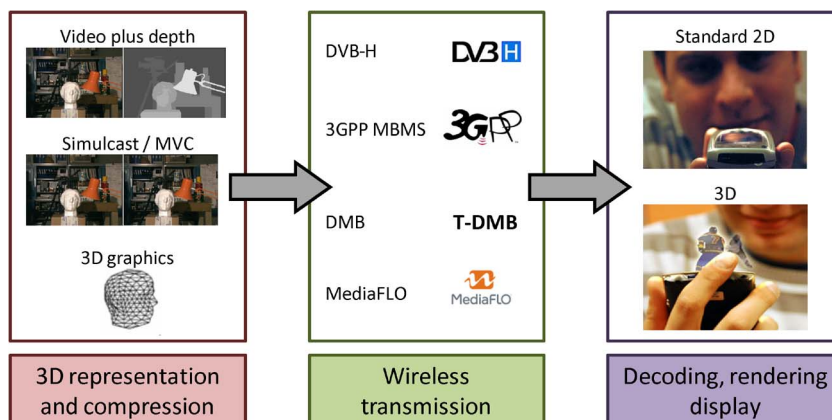 Video plus depth
Simulcast / MVC
3D graphics
3D representation
and compression
DVB-H
DVB H
3GPP MBMS
3GPP
DMB
T-DMB
MediaFLO
MediaFLO
Wireless
transmission
Standard 2D
3D
Decoding, rendering
display